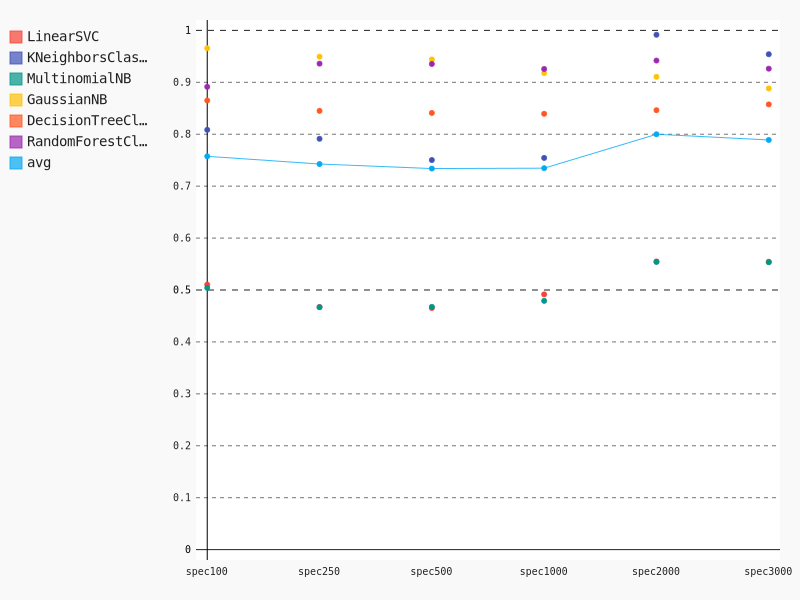 LinearSVC
KNeighborsClas…
MultinomialNB
GaussianNB
DecisionTreeCl…
RandomForestCl…
avg
1
0.9
0.8
0.7
0.6
0.5
0.4
0.3
0.2
0.1
0
spec100 spec250 spec500 spec1000 spec2000 spec3000